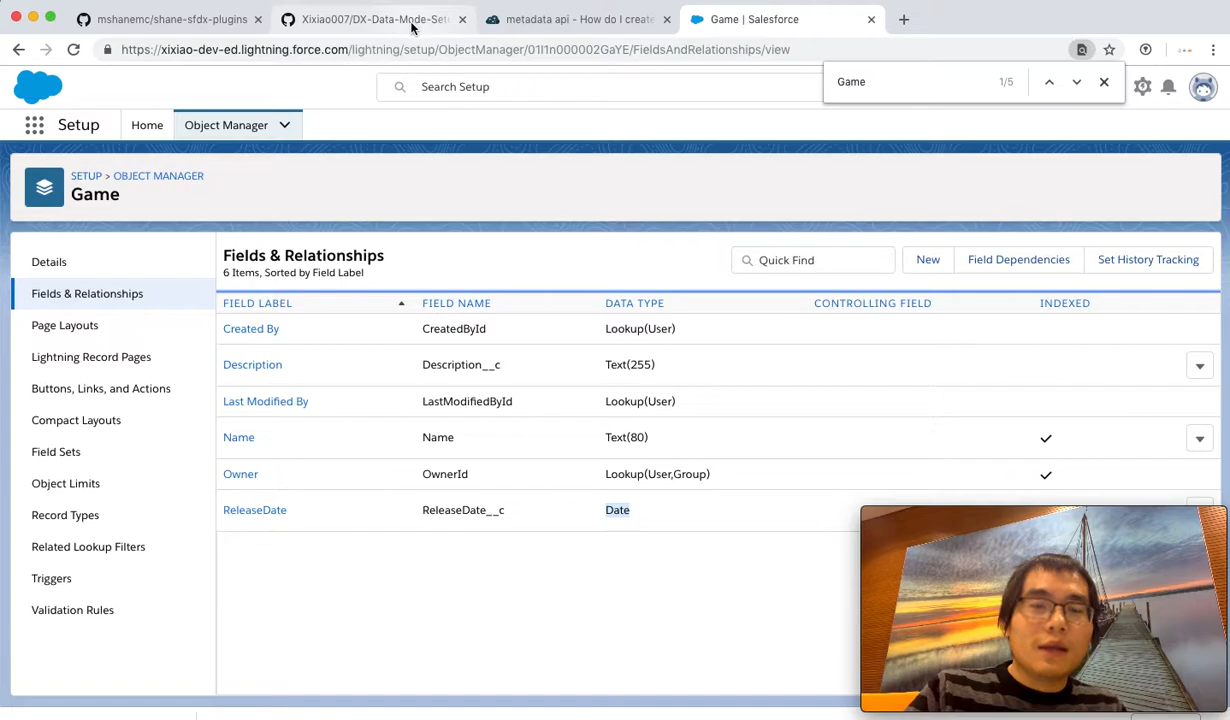 mshanemc/shane-sfdx-plugins
Xixiao007/DX-Data-Mode-Set
metadata api - How do I create
Game | Salesforce
https://xixiao-dev-ed.lightning.force.com/lightning/setup/ObjectManager/01I1n000002GaYE/FieldsAndRelationships/view
Search Setup
Game
1/5
Setup
Home
Object Manager
SETUP > OBJECT MANAGER
Game
Details
Fields & Relationships
Page Layouts
Lightning Record Pages
Buttons, Links, and Actions
Compact Layouts
Field Sets
Object Limits
Record Types
Related Lookup Filters
Triggers
Validation Rules
Fields & Relationships
6 Items, Sorted by Field Label
Quick Find
New
Field Dependencies
Set History Tracking
FIELD LABEL FIELD NAME DATA TYPE CONTROLLING FIELD INDEXED
Created By CreatedById Lookup(User)
Description Description__c Text(255)
Last Modified By LastModifiedById Lookup(User)
Name Name Text(80)
Owner OwnerId Lookup(User,Group)
ReleaseDate ReleaseDate__c Date